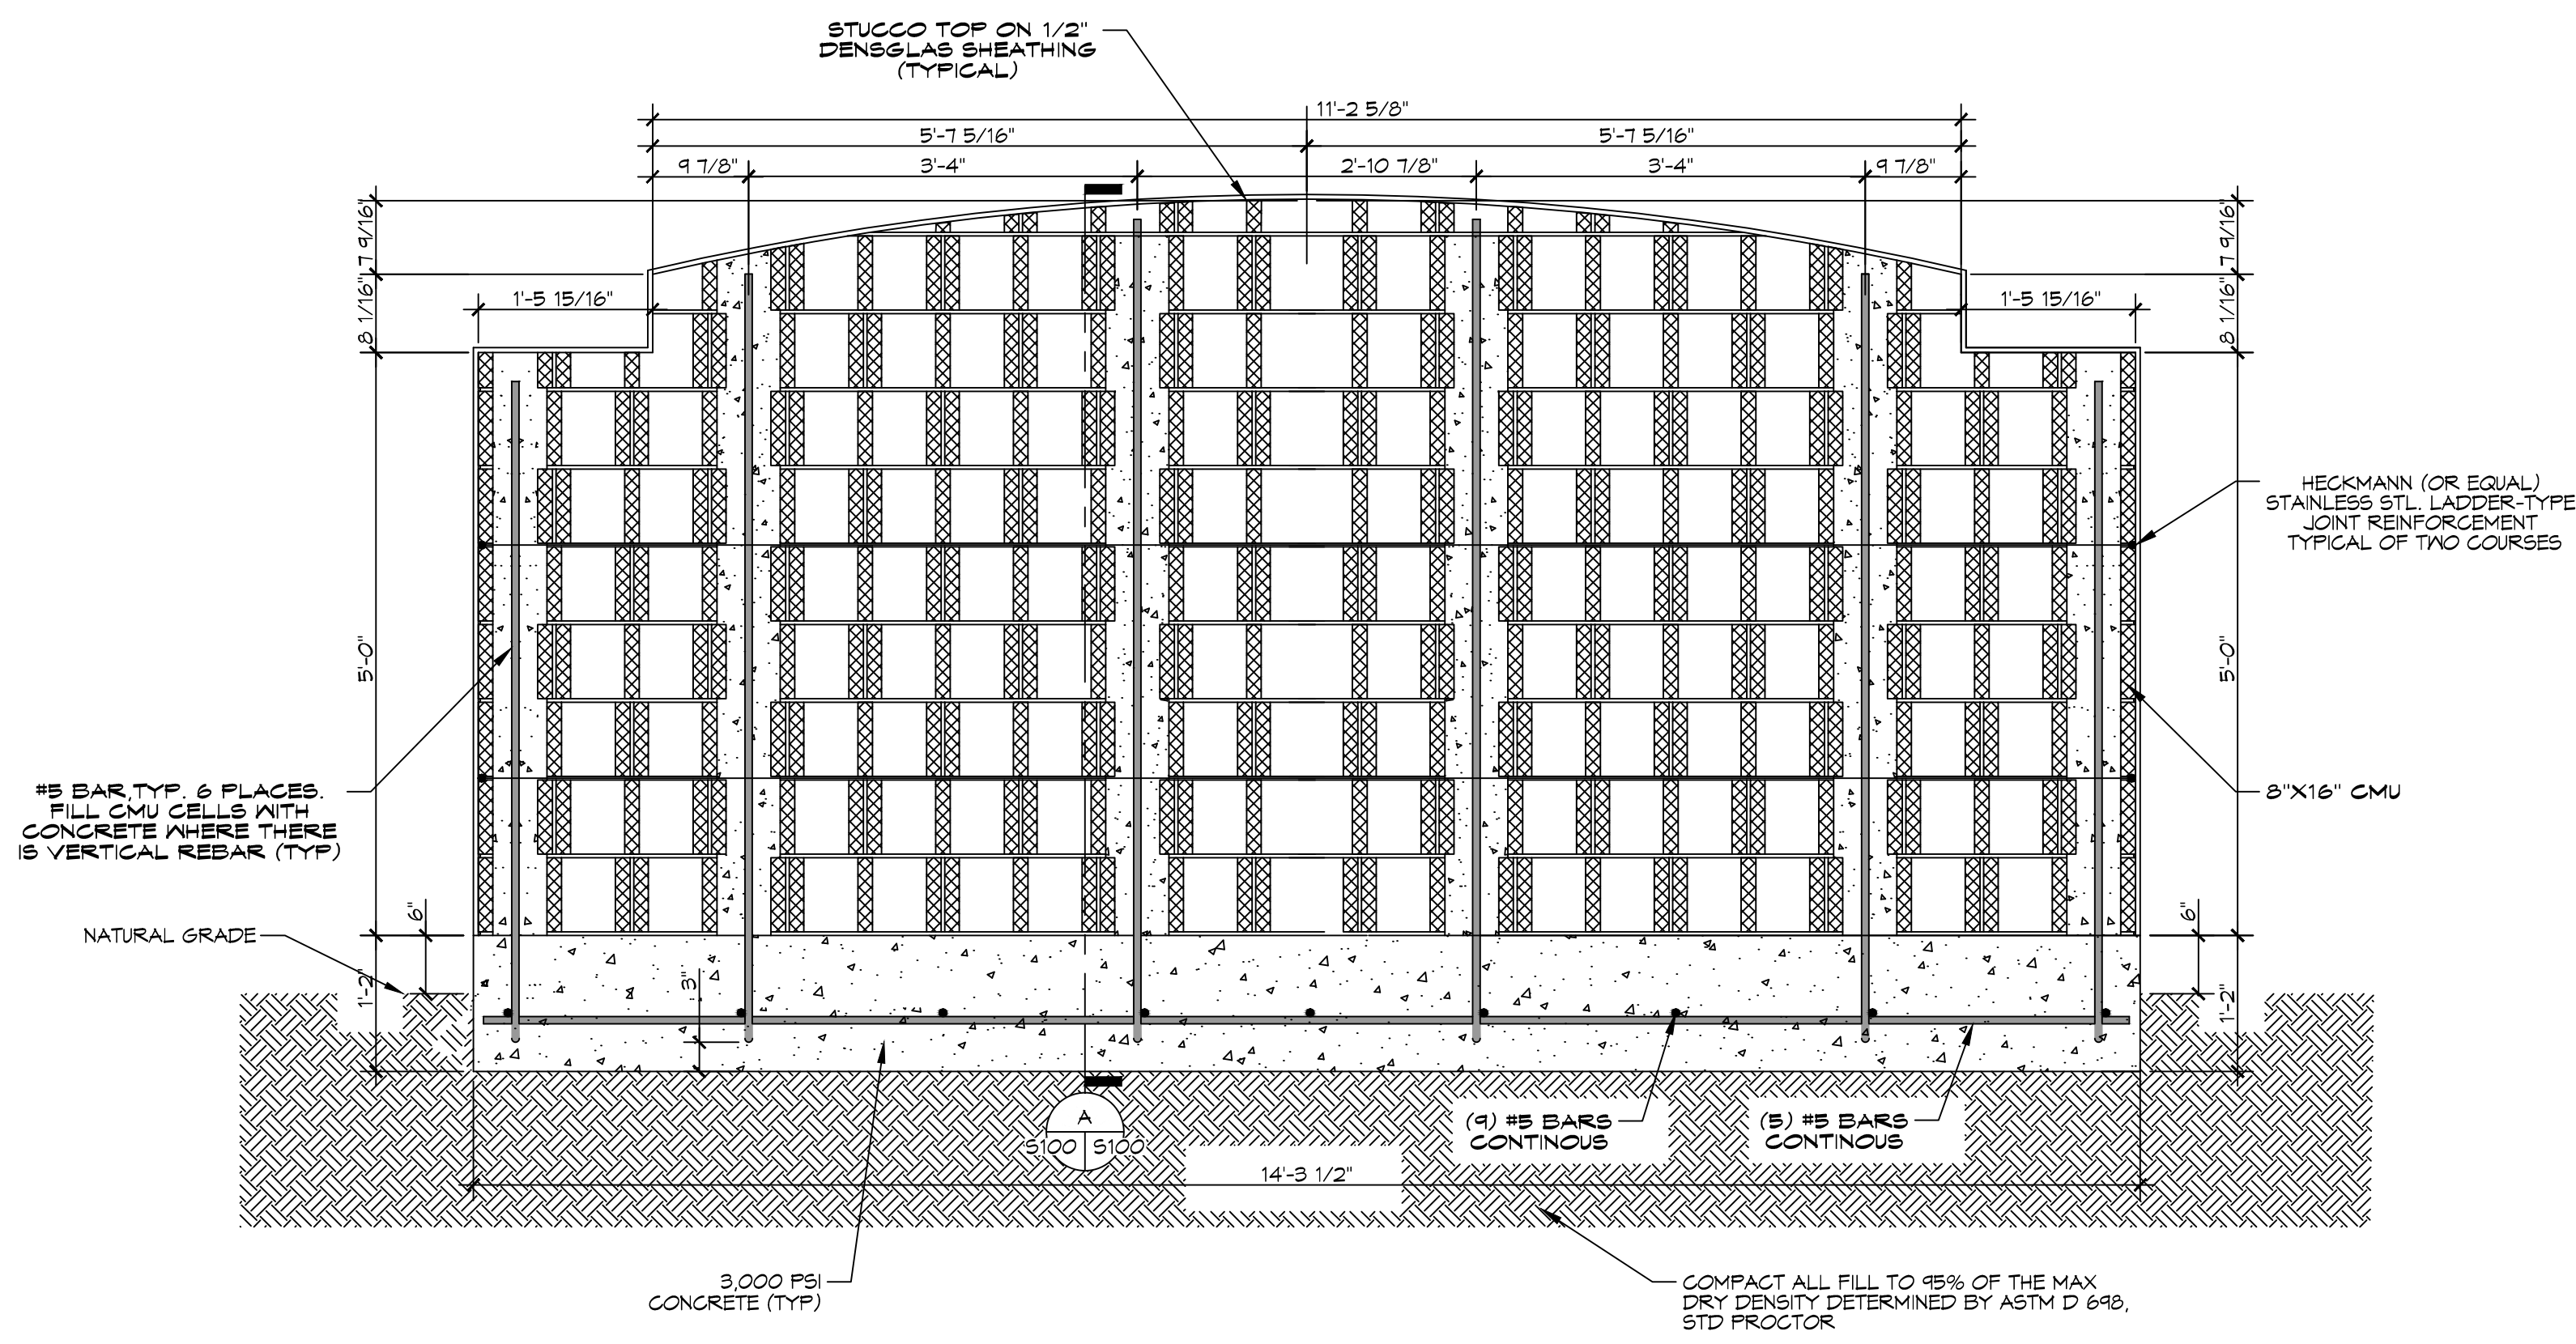 STUCCO TOP ON 1/2"
DENSGLAS SHEATHING
(TYPICAL)
11'-2 5/8"
5'-7 5/16"
5'-7 5/16"
9 7/8"
3'-4"
2'-10 7/8"
3'-4"
9 7/8"
7 9/16"
7 9/16"
8 1/16"
1'-5 15/16"
1'-5 15/16"
8 1/16"
HECKMANN (OR EQUAL)
STAINLESS STL. LADDER-TYPE
JOINT REINFORCEMENT
TYPICAL OF TWO COURSES
5'-0"
5'-0"
#5 BAR,TYP. 6 PLACES.
FILL CMU CELLS WITH
CONCRETE WHERE THERE
IS VERTICAL REBAR (TYP)
8"X16" CMU
NATURAL GRADE
6"
6"
1'-2"
3"
1'-2"
A
S100
S100
(9) #5 BARS
CONTINOUS
(5) #5 BARS
CONTINOUS
14'-3 1/2"
3,000 PSI
CONCRETE (TYP)
COMPACT ALL FILL TO 95% OF THE MAX
DRY DENSITY DETERMINED BY ASTM D 698,
STD PROCTOR